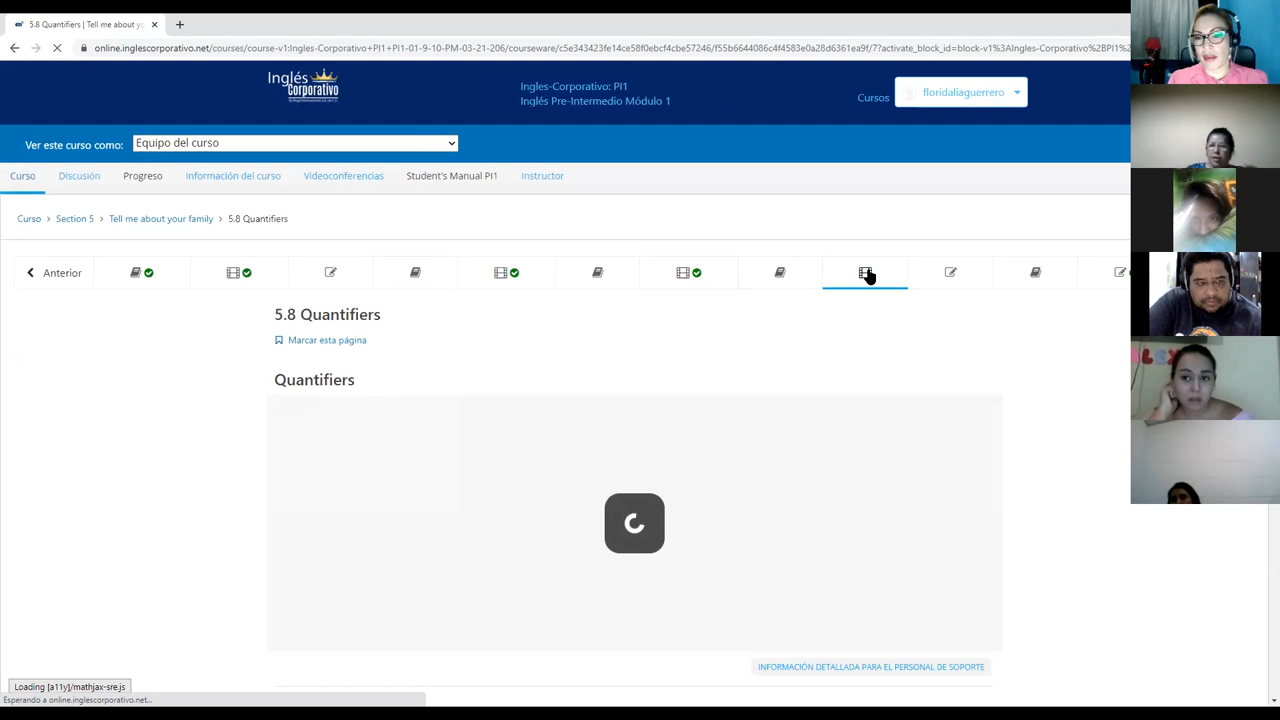 5.8 Quantifiers | Tell me about yo
online.inglescorporativo.net/courses/course-v1:Ingles-Corporativo+PI1+PI1-01-9-10-PM-03-21-206/courseware/c5e343423fe14ce58f0ebcf4cbe57246/f55b6644086c4f4583e0a28d6361ea9f/7?activate_block_id=block-v1%3AIngles-Corporativo%2BPI1%
Inglés
Corporativo
Ingles-Corporativo: PI1
Inglés Pre-Intermedio Módulo 1
Cursos
floridaliaguerrero
Ver este curso como:
Equipo del curso
Curso
Discusión
Progreso
Información del curso
Videoconferencias
Student's Manual PI1
Instructor
Curso > Section 5 > Tell me about your family > 5.8 Quantifiers
Anterior
5.8 Quantifiers
Marcar esta página
Quantifiers
INFORMACIÓN DETALLADA PARA EL PERSONAL DE SOPORTE
Loading [a11y]/mathjax-sre.js
Esperando a online.inglescorporativo.net...